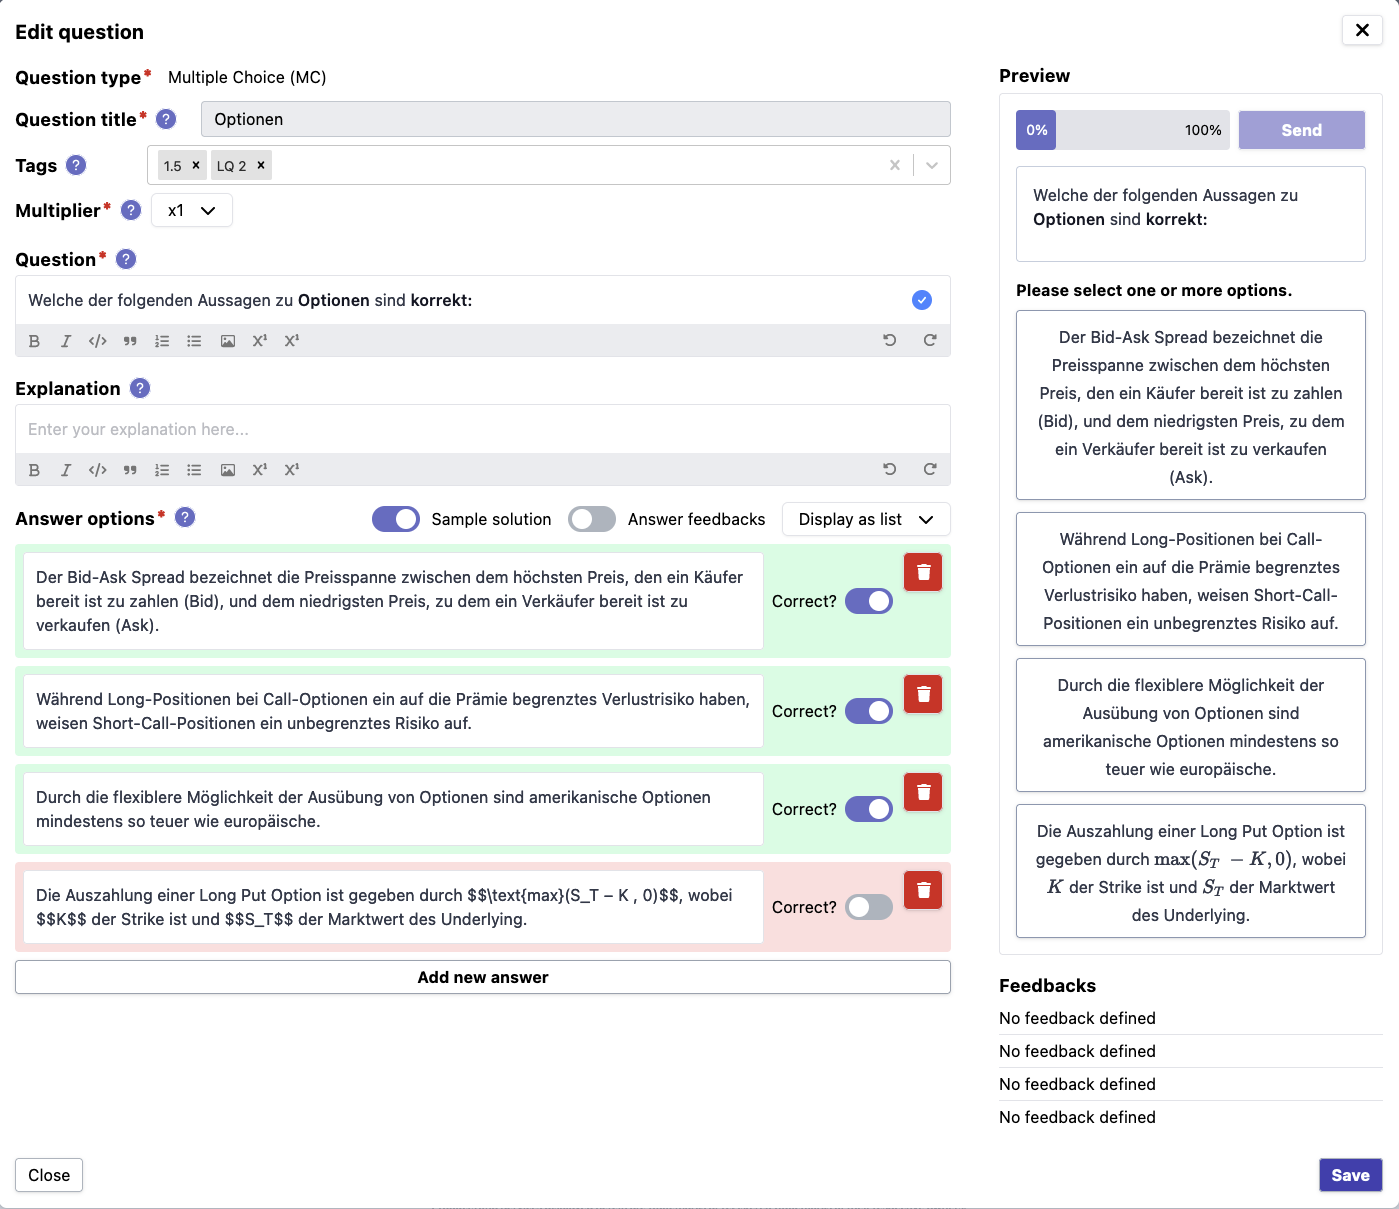 Edit question
Question type* Multiple Choice (MC)
Question title* ? Optionen
Tags ? 1.5 × LQ 2 ×
Multiplier* ? x1
Question* ?
Welche der folgenden Aussagen zu Optionen sind korrekt:
Explanation ?
Enter your explanation here...
Answer options* ? Sample solution Answer feedbacks Display as list
Der Bid-Ask Spread bezeichnet die Preisspanne zwischen dem höchsten Preis, den ein Käufer
bereit ist zu zahlen (Bid), und dem niedrigsten Preis, zu dem ein Verkäufer bereit ist zu
verkaufen (Ask).
Correct?
Während Long-Positionen bei Call-Optionen ein auf die Prämie begrenztes Verlustrisiko haben,
weisen Short-Call-Positionen ein unbegrenztes Risiko auf.
Correct?
Durch die flexiblere Möglichkeit der Ausübung von Optionen sind amerikanische Optionen
mindestens so teuer wie europäische.
Correct?
Die Auszahlung einer Long Put Option ist gegeben durch $$\text{max}(S_T – K , 0)$$, wobei
$$K$$ der Strike ist und $$S_T$$ der Marktwert des Underlying.
Correct?
Add new answer
Close
Preview
0% 100% Send
Welche der folgenden Aussagen zu
Optionen sind korrekt:
Please select one or more options.
Der Bid-Ask Spread bezeichnet die
Preisspanne zwischen dem höchsten
Preis, den ein Käufer bereit ist zu zahlen
(Bid), und dem niedrigsten Preis, zu dem
ein Verkäufer bereit ist zu verkaufen
(Ask).
Während Long-Positionen bei Call-
Optionen ein auf die Prämie begrenztes
Verlustrisiko haben, weisen Short-Call-
Positionen ein unbegrenztes Risiko auf.
Durch die flexiblere Möglichkeit der
Ausübung von Optionen sind
amerikanische Optionen mindestens so
teuer wie europäische.
Die Auszahlung einer Long Put Option ist
gegeben durch max(S_T − K, 0), wobei
K der Strike ist und S_T der Marktwert
des Underlying.
Feedbacks
No feedback defined
No feedback defined
No feedback defined
No feedback defined
Save